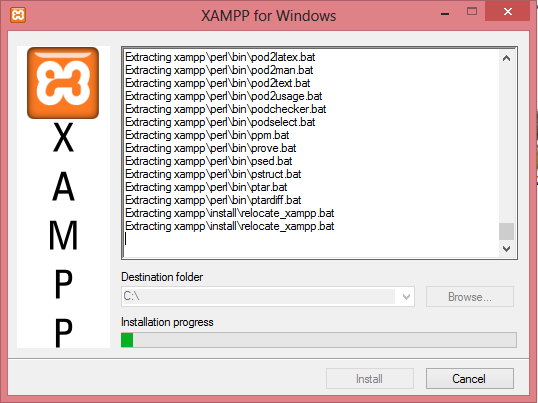 XAMPP for Windows
X
A
M
P
P
Extracting xampp\perl\bin\pod2latex.bat
Extracting xampp\perl\bin\pod2man.bat
Extracting xampp\perl\bin\pod2text.bat
Extracting xampp\perl\bin\pod2usage.bat
Extracting xampp\perl\bin\podchecker.bat
Extracting xampp\perl\bin\podselect.bat
Extracting xampp\perl\bin\ppm.bat
Extracting xampp\perl\bin\prove.bat
Extracting xampp\perl\bin\psed.bat
Extracting xampp\perl\bin\pstruct.bat
Extracting xampp\perl\bin\ptar.bat
Extracting xampp\perl\bin\ptardiff.bat
Extracting xampp\install\relocate_xampp.bat
Extracting xampp\install\relocate_xampp.bat
Destination folder
C:\
Browse...
Installation progress
Install
Cancel